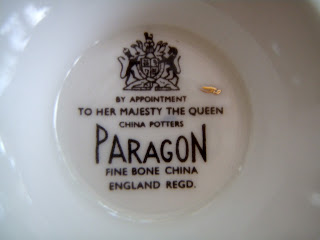 BY APPOINTMENT
TO HER MAJESTY THE QUEEN
CHINA POTTERS
PARAGON
FINE BONE CHINA
ENGLAND REGD.